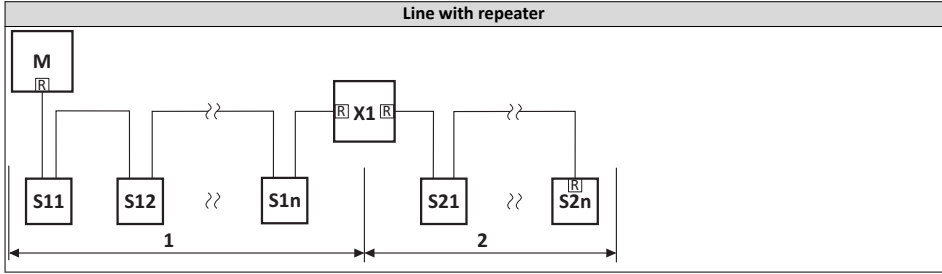 Line with repeater
M
R
R X1 R
S11 S12 S1n S21 R S2n
1 2